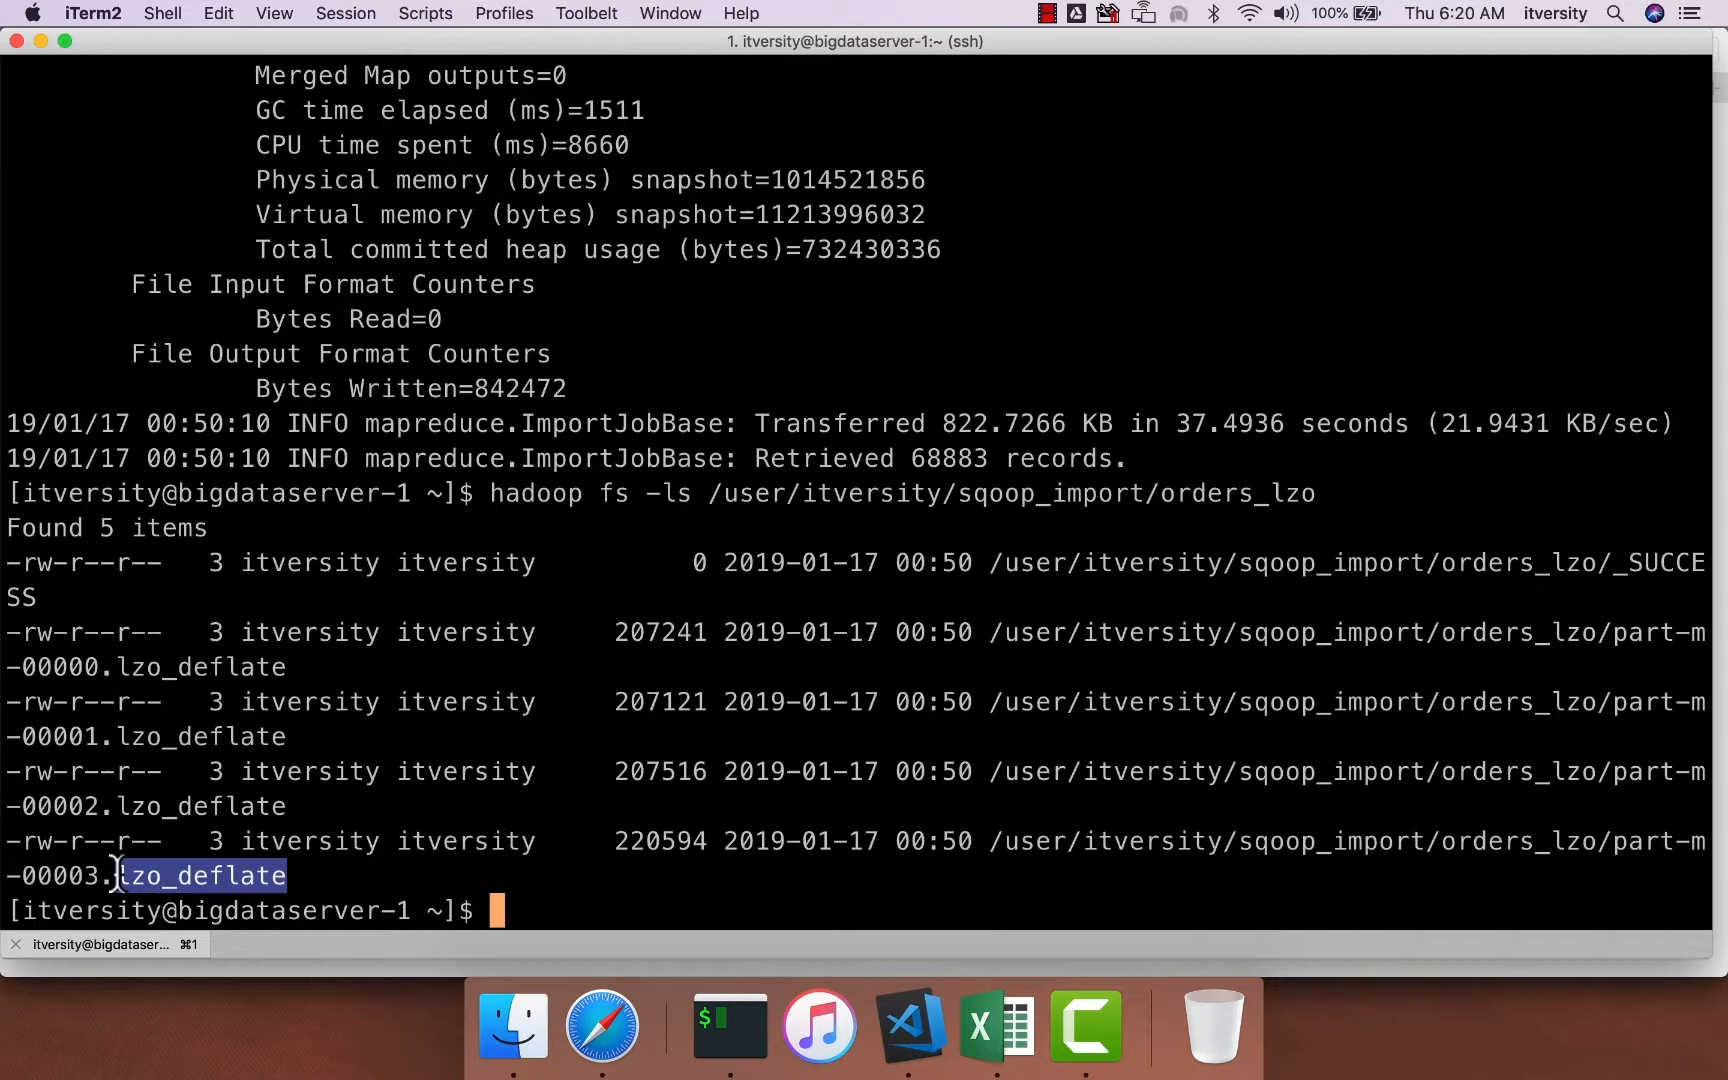 iTerm2 Shell Edit View Session Scripts Profiles Toolbelt Window Help 100% Thu 6:20 AM itversity
1. itversity@bigdataserver-1:~ (ssh)
Merged Map outputs=0
GC time elapsed (ms)=1511
CPU time spent (ms)=8660
Physical memory (bytes) snapshot=1014521856
Virtual memory (bytes) snapshot=11213996032
Total committed heap usage (bytes)=732430336
File Input Format Counters
Bytes Read=0
File Output Format Counters
Bytes Written=842472
19/01/17 00:50:10 INFO mapreduce.ImportJobBase: Transferred 822.7266 KB in 37.4936 seconds (21.9431 KB/sec)
19/01/17 00:50:10 INFO mapreduce.ImportJobBase: Retrieved 68883 records.
[itversity@bigdataserver-1 ~]$ hadoop fs -ls /user/itversity/sqoop_import/orders_lzo
Found 5 items
-rw-r--r-- 3 itversity itversity 0 2019-01-17 00:50 /user/itversity/sqoop_import/orders_lzo/_SUCCE
SS
-rw-r--r-- 3 itversity itversity 207241 2019-01-17 00:50 /user/itversity/sqoop_import/orders_lzo/part-m
-00000.lzo_deflate
-rw-r--r-- 3 itversity itversity 207121 2019-01-17 00:50 /user/itversity/sqoop_import/orders_lzo/part-m
-00001.lzo_deflate
-rw-r--r-- 3 itversity itversity 207516 2019-01-17 00:50 /user/itversity/sqoop_import/orders_lzo/part-m
-00002.lzo_deflate
-rw-r--r-- 3 itversity itversity 220594 2019-01-17 00:50 /user/itversity/sqoop_import/orders_lzo/part-m
-00003.lzo_deflate
[itversity@bigdataserver-1 ~]$
itversity@bigdataser... ⌘1